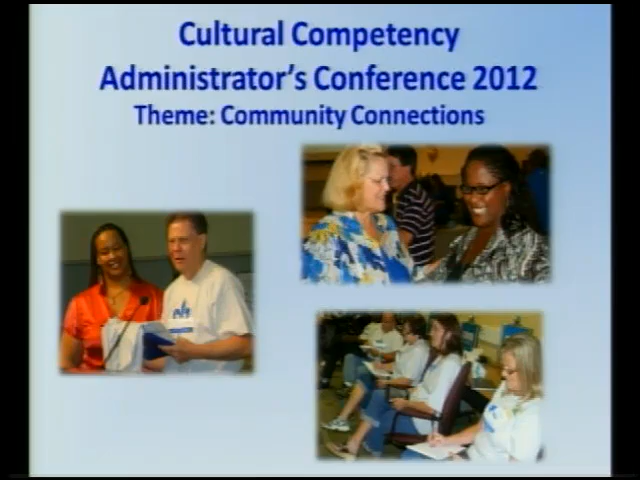 Cultural Competency
Administrator's Conference 2012
Theme: Community Connections